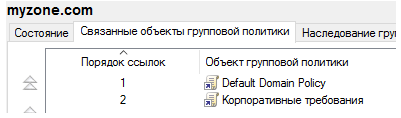 myzone.com
Состояние Связанные объекты групповой политики Наследование гру
Порядок ссылок Объект групповой политики
1 Default Domain Policy
2 Корпоративные требования